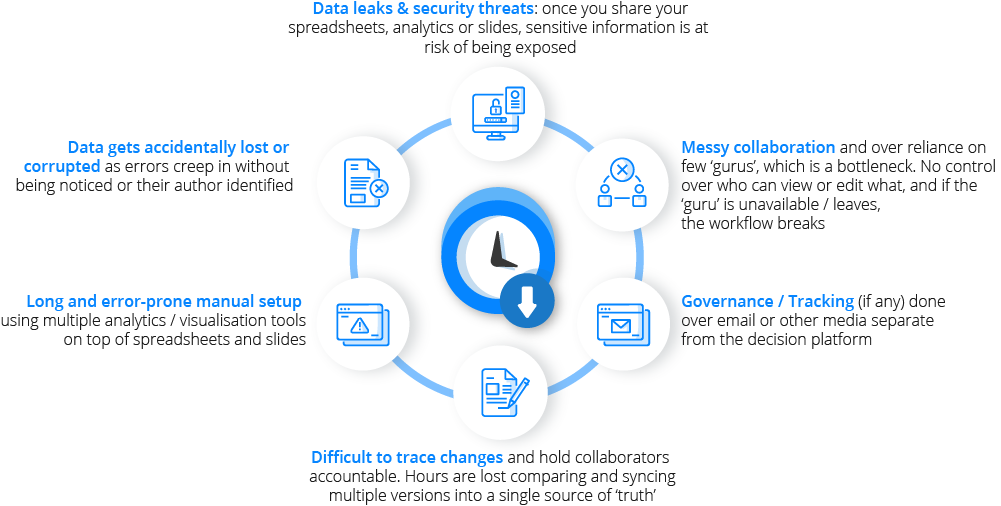 Data leaks & security threats: once you share your
spreadsheets, analytics or slides, sensitive information is at
risk of being exposed
Messy collaboration and over reliance on
few ‘gurus’, which is a bottleneck. No control
over who can view or edit what, and if the
‘guru’ is unavailable / leaves,
the workflow breaks
Governance / Tracking (if any) done
over email or other media separate
from the decision platform
Difficult to trace changes and hold collaborators
accountable. Hours are lost comparing and syncing
multiple versions into a single source of ‘truth’
Long and error-prone manual setup
using multiple analytics / visualisation tools
on top of spreadsheets and slides
Data gets accidentally lost or
corrupted as errors creep in without
being noticed or their author identified